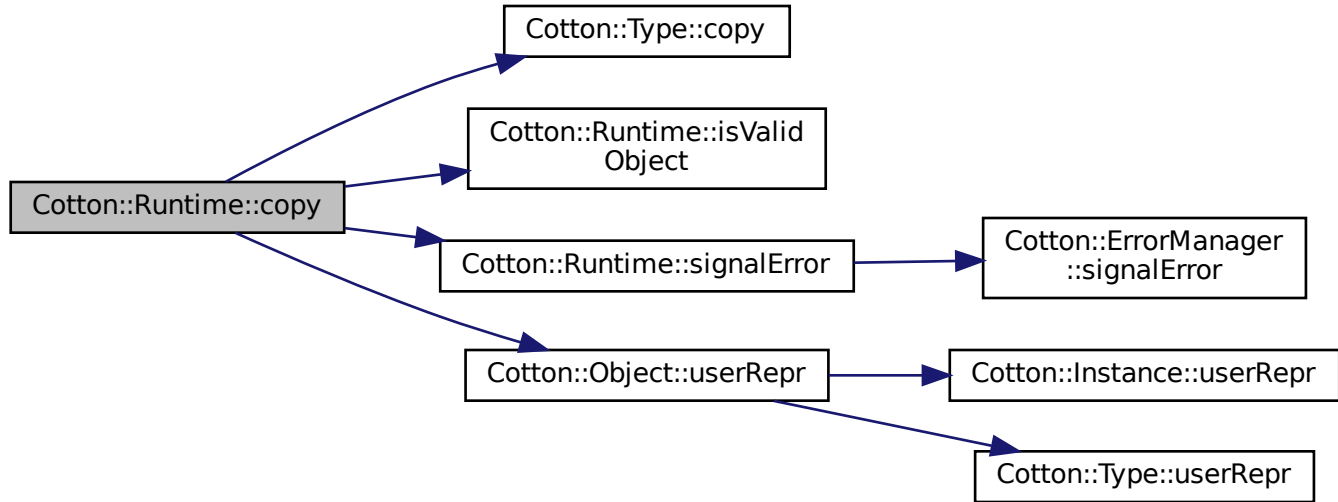 Cotton::Type::copy
Cotton::Runtime::isValid
Object
Cotton::Runtime::copy
Cotton::Runtime::signalError
Cotton::ErrorManager
::signalError
Cotton::Object::userRepr
Cotton::Instance::userRepr
Cotton::Type::userRepr